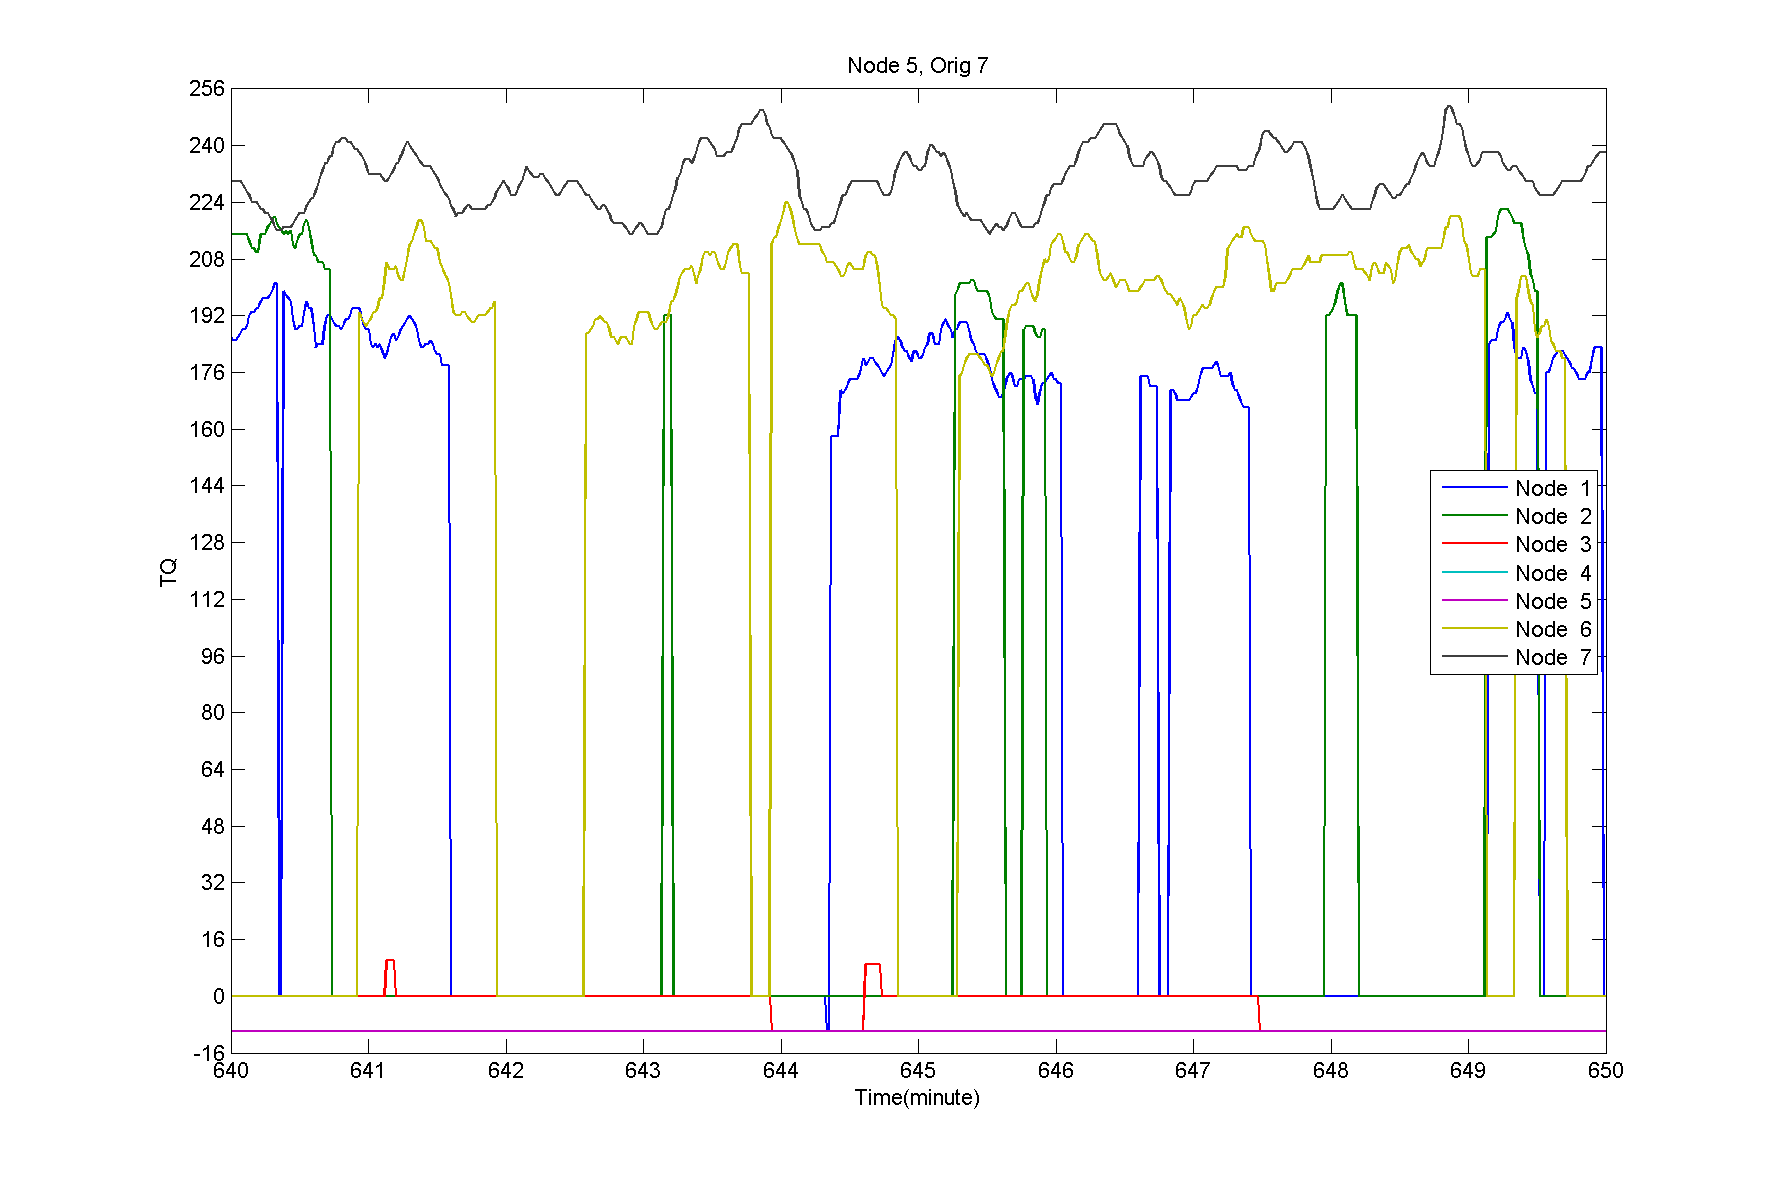 Node 5, Orig 7
256
240
224
208
192
176
160
144
128
112
96
80
64
48
32
16
0
-16
TQ
Node 1
Node 2
Node 3
Node 4
Node 5
Node 6
Node 7
640 641 642 643 644 645 646 647 648 649 650
Time(minute)